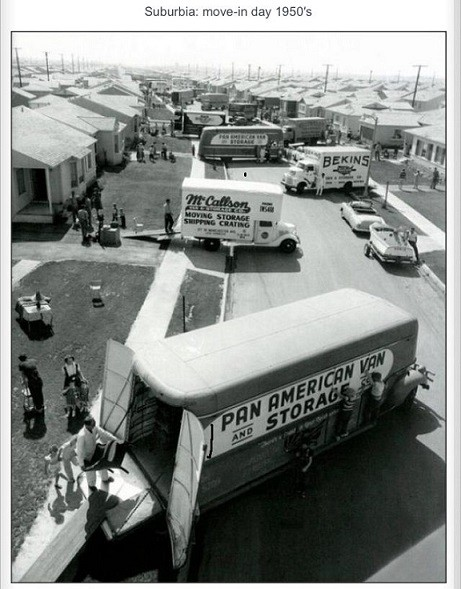 Suburbia: move-in day 1950's
PAN AMERICAN VAN
STORAGE
BEKINS
McCallson
MOVING STORAGE
SHIPPING CRATING
PAN AMERICAN VAN
AND STORAGE